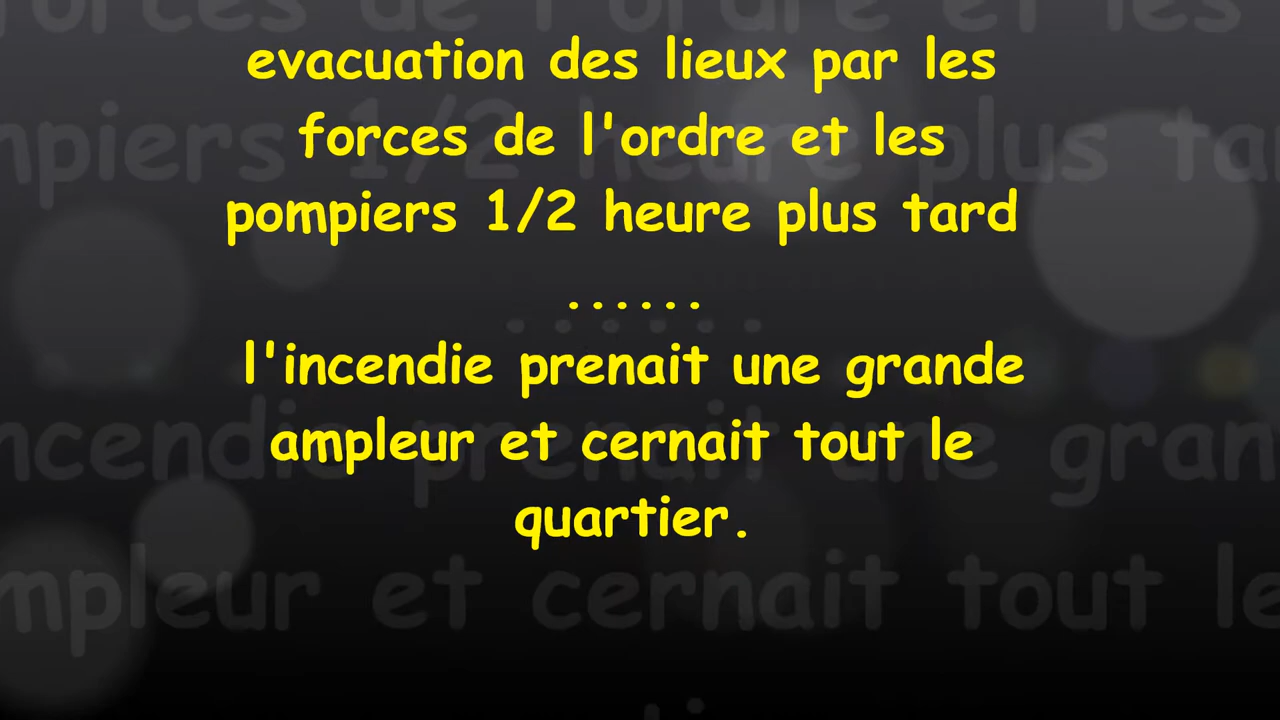 evacuation des lieux par les
forces de l'ordre et les
pompiers 1/2 heure plus tard
......
l'incendie prenait une grande
ampleur et cernait tout le
quartier.